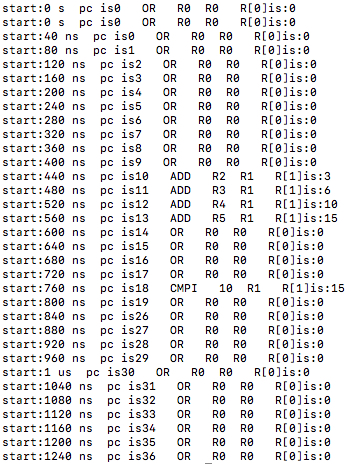 start:0 s  pc is0   OR   R0  R0   R[0]is:0
start:0 s  pc is0   OR   R0  R0   R[0]is:0
start:40 ns  pc is0   OR   R0  R0   R[0]is:0
start:80 ns  pc is1   OR   R0  R0   R[0]is:0
start:120 ns  pc is2   OR   R0  R0   R[0]is:0
start:160 ns  pc is3   OR   R0  R0   R[0]is:0
start:200 ns  pc is4   OR   R0  R0   R[0]is:0
start:240 ns  pc is5   OR   R0  R0   R[0]is:0
start:280 ns  pc is6   OR   R0  R0   R[0]is:0
start:320 ns  pc is7   OR   R0  R0   R[0]is:0
start:360 ns  pc is8   OR   R0  R0   R[0]is:0
start:400 ns  pc is9   OR   R0  R0   R[0]is:0
start:440 ns  pc is10   ADD   R2  R1   R[1]is:3
start:480 ns  pc is11   ADD   R3  R1   R[1]is:6
start:520 ns  pc is12   ADD   R4  R1   R[1]is:10
start:560 ns  pc is13   ADD   R5  R1   R[1]is:15
start:600 ns  pc is14   OR   R0  R0   R[0]is:0
start:640 ns  pc is15   OR   R0  R0   R[0]is:0
start:680 ns  pc is16   OR   R0  R0   R[0]is:0
start:720 ns  pc is17   OR   R0  R0   R[0]is:0
start:760 ns  pc is18   CMPI   10  R1   R[1]is:15
start:800 ns  pc is19   OR   R0  R0   R[0]is:0
start:840 ns  pc is26   OR   R0  R0   R[0]is:0
start:880 ns  pc is27   OR   R0  R0   R[0]is:0
start:920 ns  pc is28   OR   R0  R0   R[0]is:0
start:960 ns  pc is29   OR   R0  R0   R[0]is:0
start:1 us  pc is30   OR   R0  R0   R[0]is:0
start:1040 ns  pc is31   OR   R0  R0   R[0]is:0
start:1080 ns  pc is32   OR   R0  R0   R[0]is:0
start:1120 ns  pc is33   OR   R0  R0   R[0]is:0
start:1160 ns  pc is34   OR   R0  R0   R[0]is:0
start:1200 ns  pc is35   OR   R0  R0   R[0]is:0
start:1240 ns  pc is36   OR   R0  R0   R[0]is:0